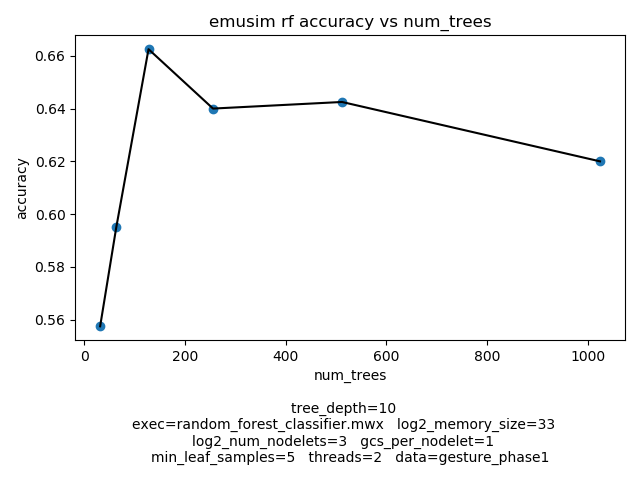 emusim rf accuracy vs num_trees
0.66
0.64
0.62
0.60
0.58
0.56
accuracy
0 200 400 600 800 1000
num_trees
tree_depth=10
exec=random_forest_classifier.mwx log2_memory_size=33
log2_num_nodelets=3 gcs_per_nodelet=1
min_leaf_samples=5 threads=2 data=gesture_phase1